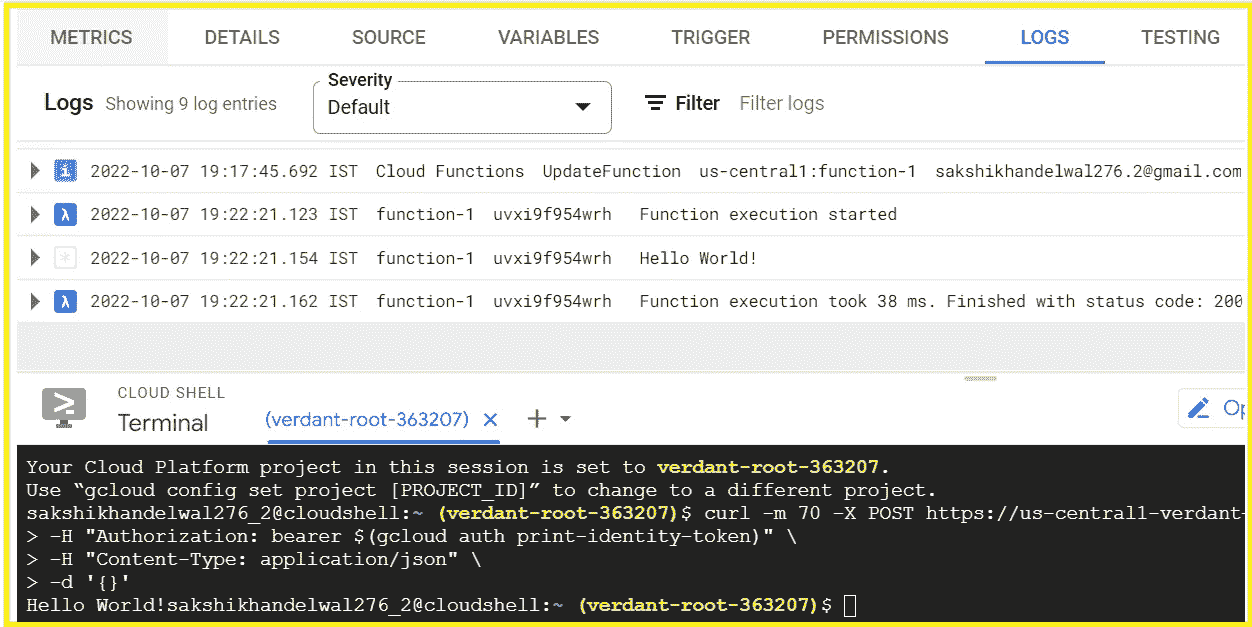 METRICS DETAILS SOURCE VARIABLES TRIGGER PERMISSIONS LOGS TESTING
Severity
Logs Showing 9 log entries Default Filter Filter logs
2022-10-07 19:17:45.692 IST Cloud Functions UpdateFunction us-central1:function-1 sakshikhandelwal276.2@gmail.com
2022-10-07 19:22:21.123 IST function-1 uvxi9f954wrh Function execution started
2022-10-07 19:22:21.154 IST function-1 uvxi9f954wrh Hello World!
2022-10-07 19:22:21.162 IST function-1 uvxi9f954wrh Function execution took 38 ms. Finished with status code: 200
CLOUD SHELL
Terminal (verdant-root-363207)
Your Cloud Platform project in this session is set to verdant-root-363207.
Use “gcloud config set project [PROJECT_ID]” to change to a different project.
sakshikhandelwal276_2@cloudshell:~ (verdant-root-363207)$ curl -m 70 -X POST https://us-central1-verdant-
> -H "Authorization: bearer $(gcloud auth print-identity-token)" \
> -H "Content-Type: application/json" \
> -d '{}'
Hello World!sakshikhandelwal276_2@cloudshell:~ (verdant-root-363207)$